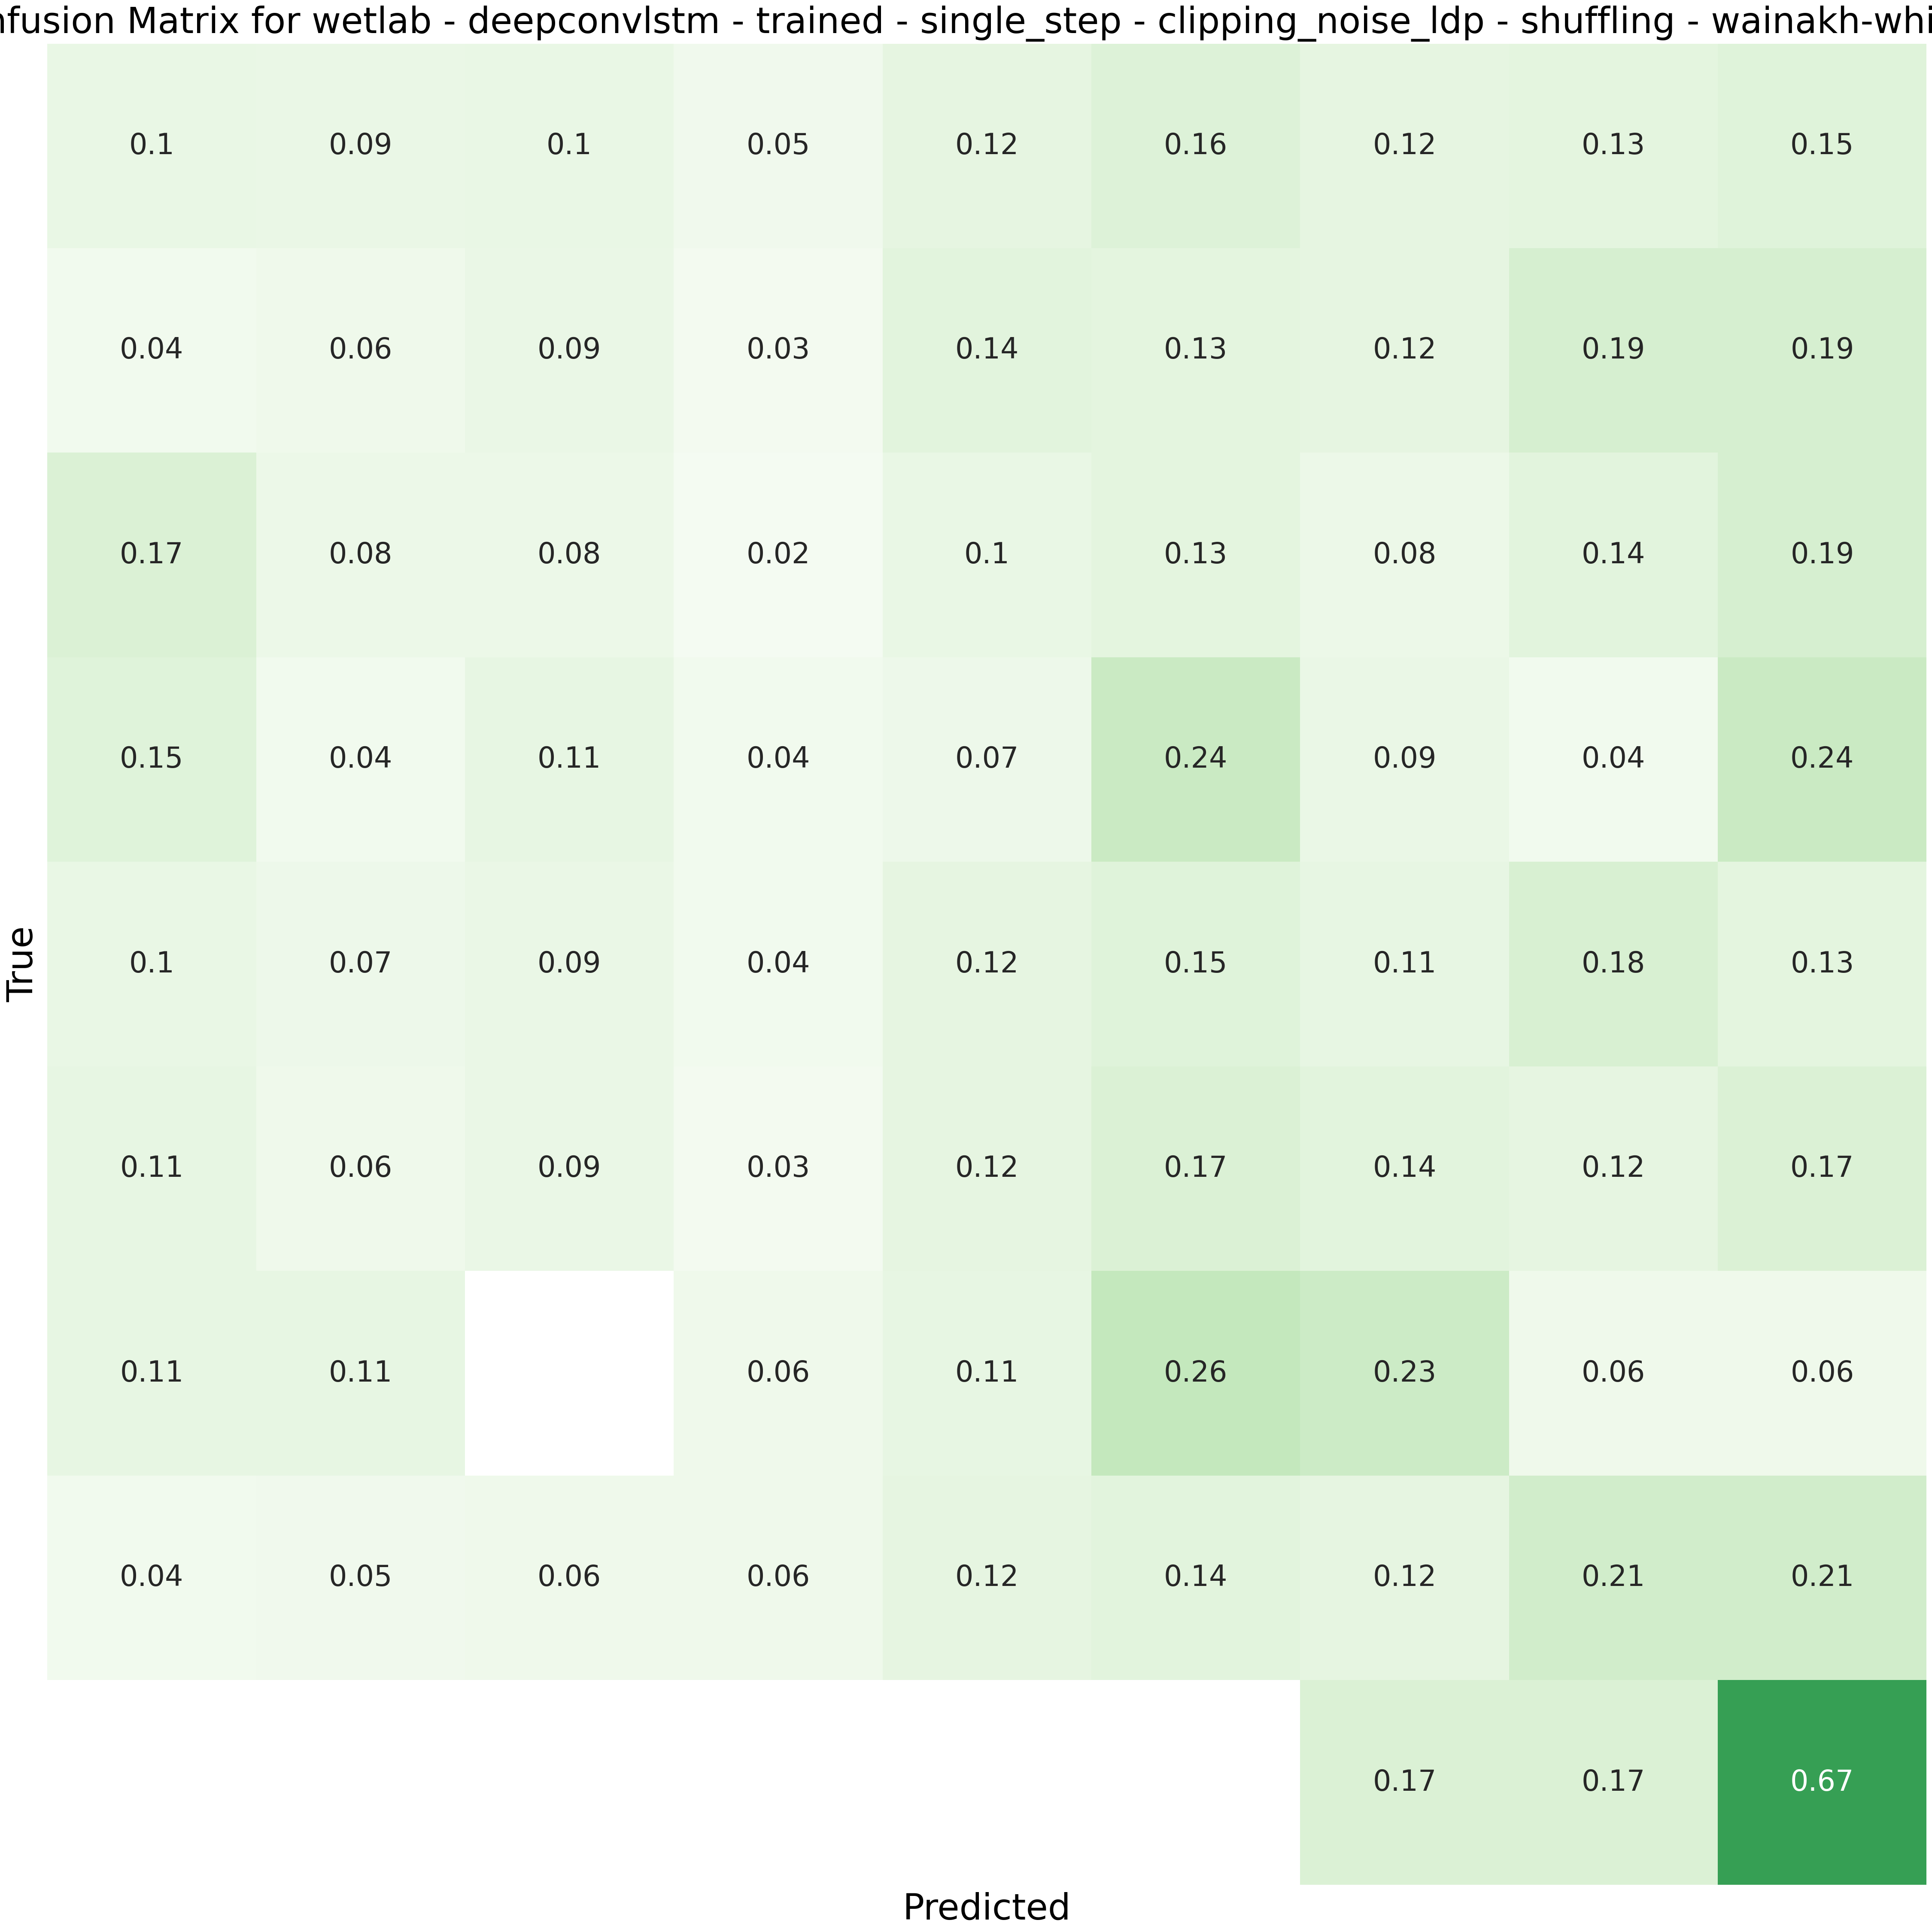 nfusion Matrix for wetlab - deepconvlstm - trained - single_step - clipping_noise_ldp - shuffling - wainakh-whi
0.1 0.09 0.1 0.05 0.12 0.16 0.12 0.13 0.15
0.04 0.06 0.09 0.03 0.14 0.13 0.12 0.19 0.19
0.17 0.08 0.08 0.02 0.1 0.13 0.08 0.14 0.19
0.15 0.04 0.11 0.04 0.07 0.24 0.09 0.04 0.24
0.1 0.07 0.09 0.04 0.12 0.15 0.11 0.18 0.13
0.11 0.06 0.09 0.03 0.12 0.17 0.14 0.12 0.17
0.11 0.11 0.06 0.11 0.26 0.23 0.06 0.06
0.04 0.05 0.06 0.06 0.12 0.14 0.12 0.21 0.21
0.17 0.17 0.67
True
Predicted